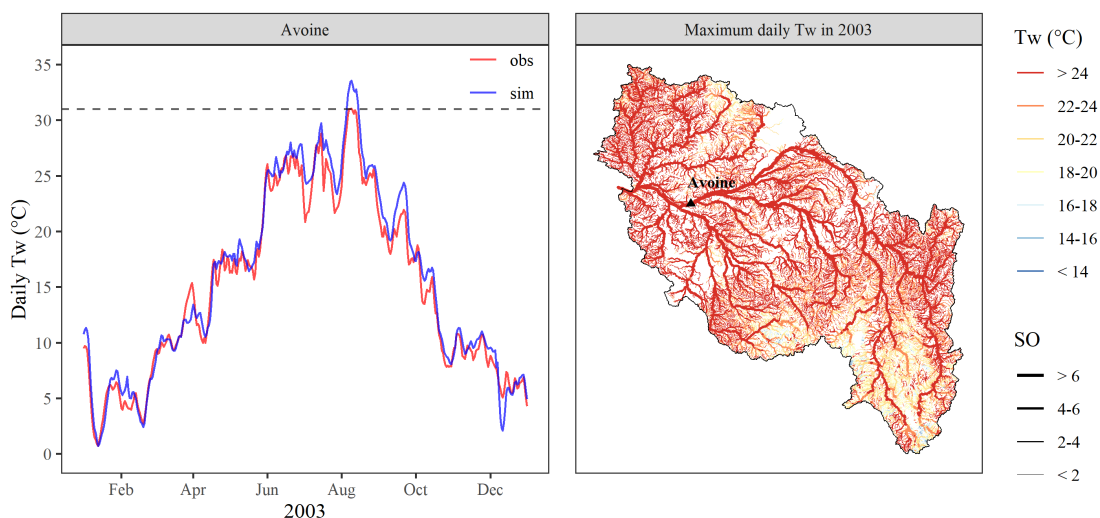 Avoine
Daily Tw (°C)
35
30
25
20
15
10
5
0
obs
sim
Feb
Apr
Jun
Aug
Oct
Dec
2003
Maximum daily Tw in 2003
Avoine
Tw (°C)
> 24
22-24
20-22
18-20
16-18
14-16
< 14
SO
> 6
4-6
2-4
< 2